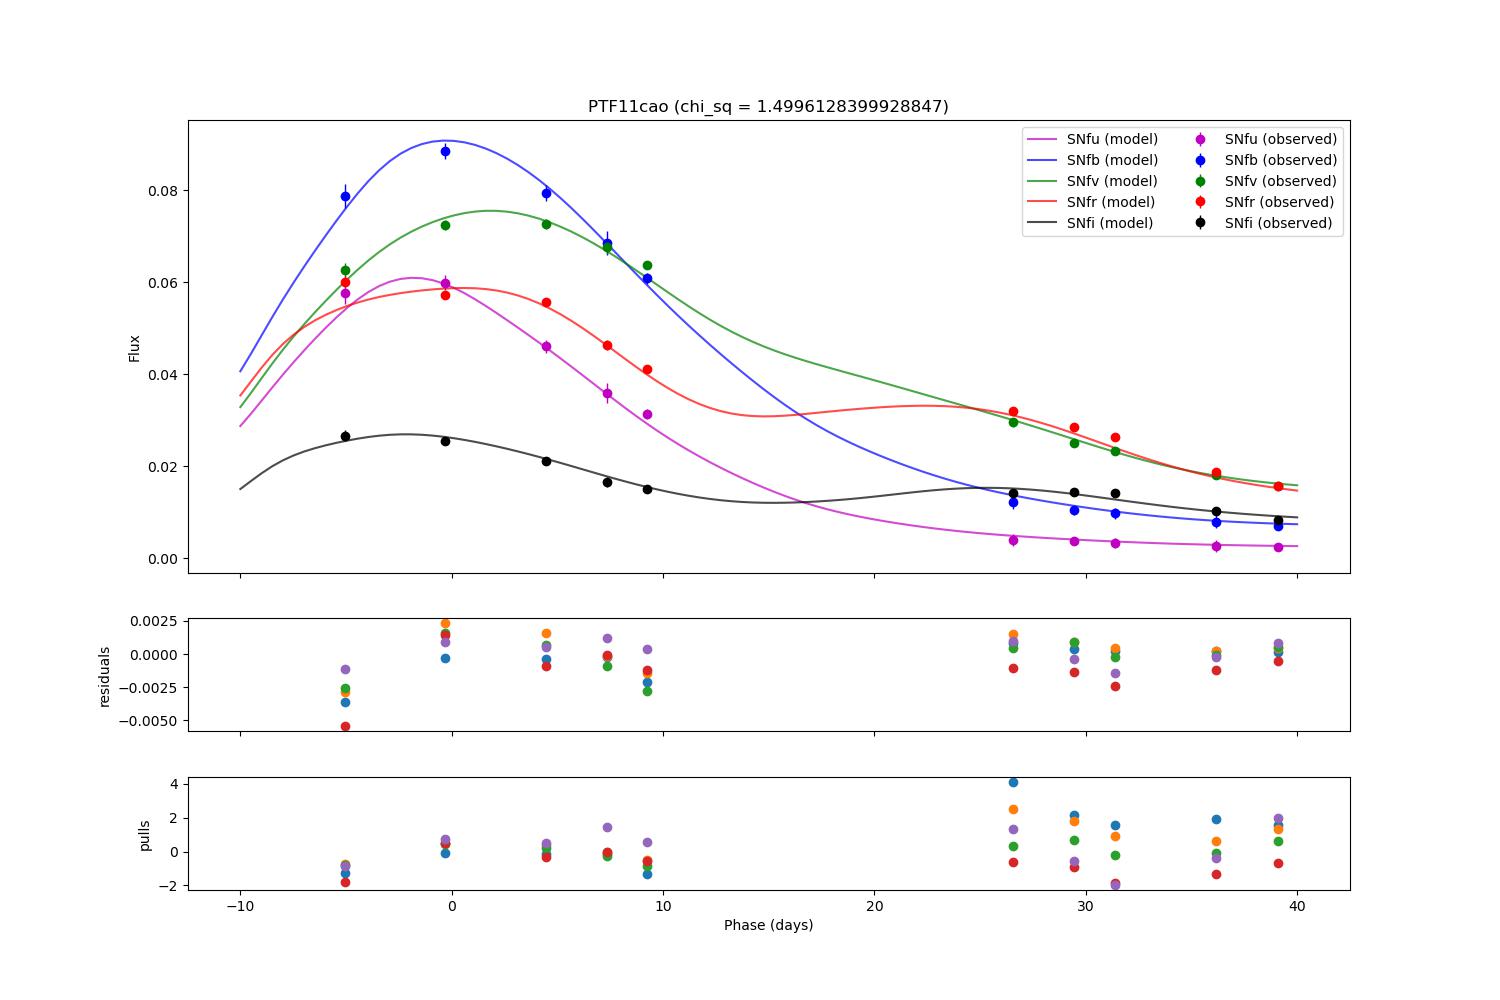 PTF11cao (chi_sq = 1.4996128399928847)
SNfu (model)
SNfb (model)
SNfv (model)
SNfr (model)
SNfi (model)
SNfu (observed)
SNfb (observed)
SNfv (observed)
SNfr (observed)
SNfi (observed)
Flux
0.08
0.06
0.04
0.02
0.00
residuals
0.0025
0.0000
−0.0025
−0.0050
pulls
4
2
0
−2
−10 0 10 20 30 40
Phase (days)